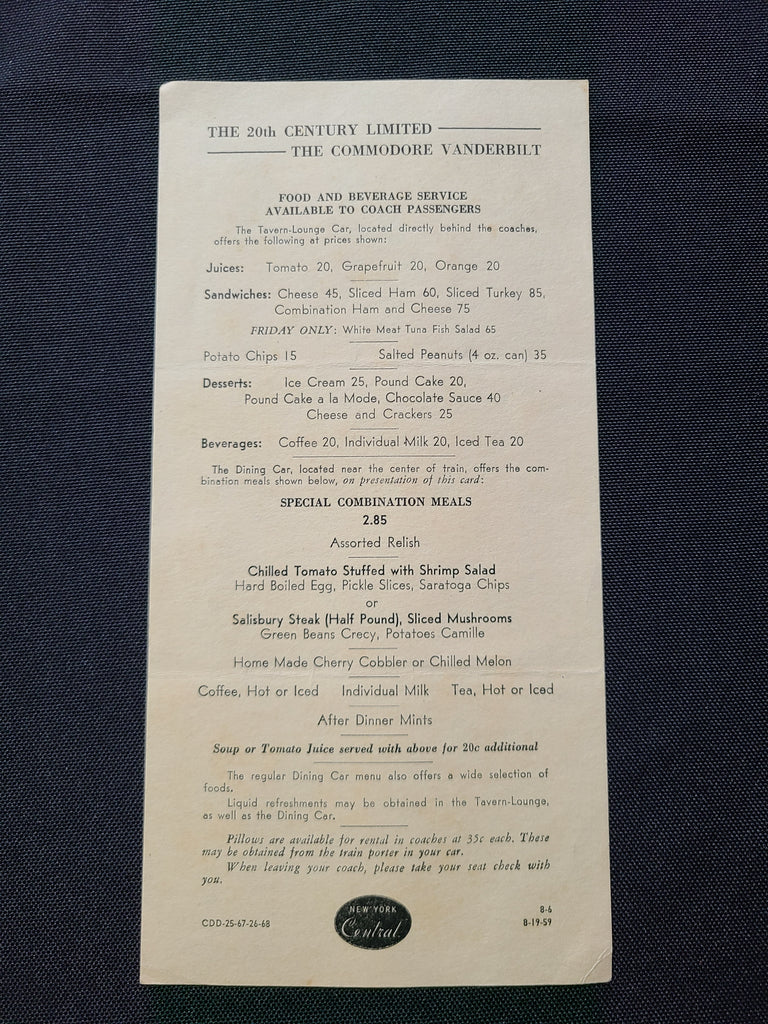 THE 20th CENTURY LIMITED
THE COMMODORE VANDERBILT
FOOD AND BEVERAGE SERVICE
AVAILABLE TO COACH PASSENGERS
The Tavern-Lounge Car, located directly behind the coaches,
offers the following at prices shown:
Juices: Tomato 20, Grapefruit 20, Orange 20
Sandwiches: Cheese 45, Sliced Ham 60, Sliced Turkey 85,
Combination Ham and Cheese 75
FRIDAY ONLY: White Meat Tuna Fish Salad 65
Potato Chips 15 Salted Peanuts (4 oz. can) 35
Desserts: Ice Cream 25, Pound Cake 20,
Pound Cake a la Mode, Chocolate Sauce 40
Cheese and Crackers 25
Beverages: Coffee 20, Individual Milk 20, Iced Tea 20
The Dining Car, located near the center of train, offers the com-
bination meals shown below, on presentation of this card:
SPECIAL COMBINATION MEALS
2.85
Assorted Relish
Chilled Tomato Stuffed with Shrimp Salad
Hard Boiled Egg, Pickle Slices, Saratoga Chips
or
Salisbury Steak (Half Pound), Sliced Mushrooms
Green Beans Crecy, Potatoes Camille
Home Made Cherry Cobbler or Chilled Melon
Coffee, Hot or Iced Individual Milk Tea, Hot or Iced
After Dinner Mints
Soup or Tomato Juice served with above for 20c additional
The regular Dining Car menu also offers a wide selection of
foods.
Liquid refreshments may be obtained in the Tavern-Lounge,
as well as the Dining Car.
Pillows are available for rental in coaches at 35c each. These
may be obtained from the train porter in your car.
When leaving your coach, please take your seat check with
you.
NEW YORK
Central
CDD-25-67-26-68
8-6
8-19-59